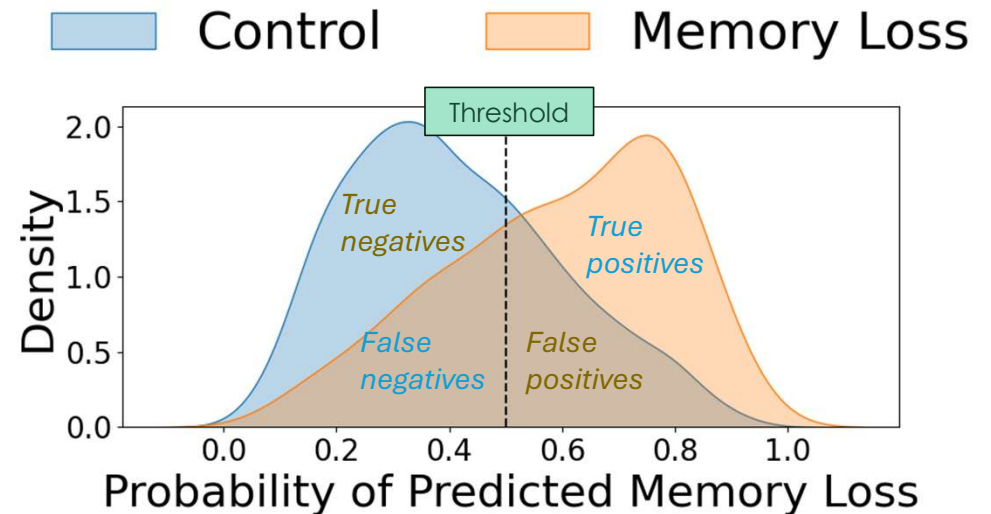 Control Memory Loss
Threshold
2.0
1.5
1.0
0.5
0.0
Density
True
negatives
True
positives
False
negatives
False
positives
0.0 0.2 0.4 0.6 0.8 1.0
Probability of Predicted Memory Loss